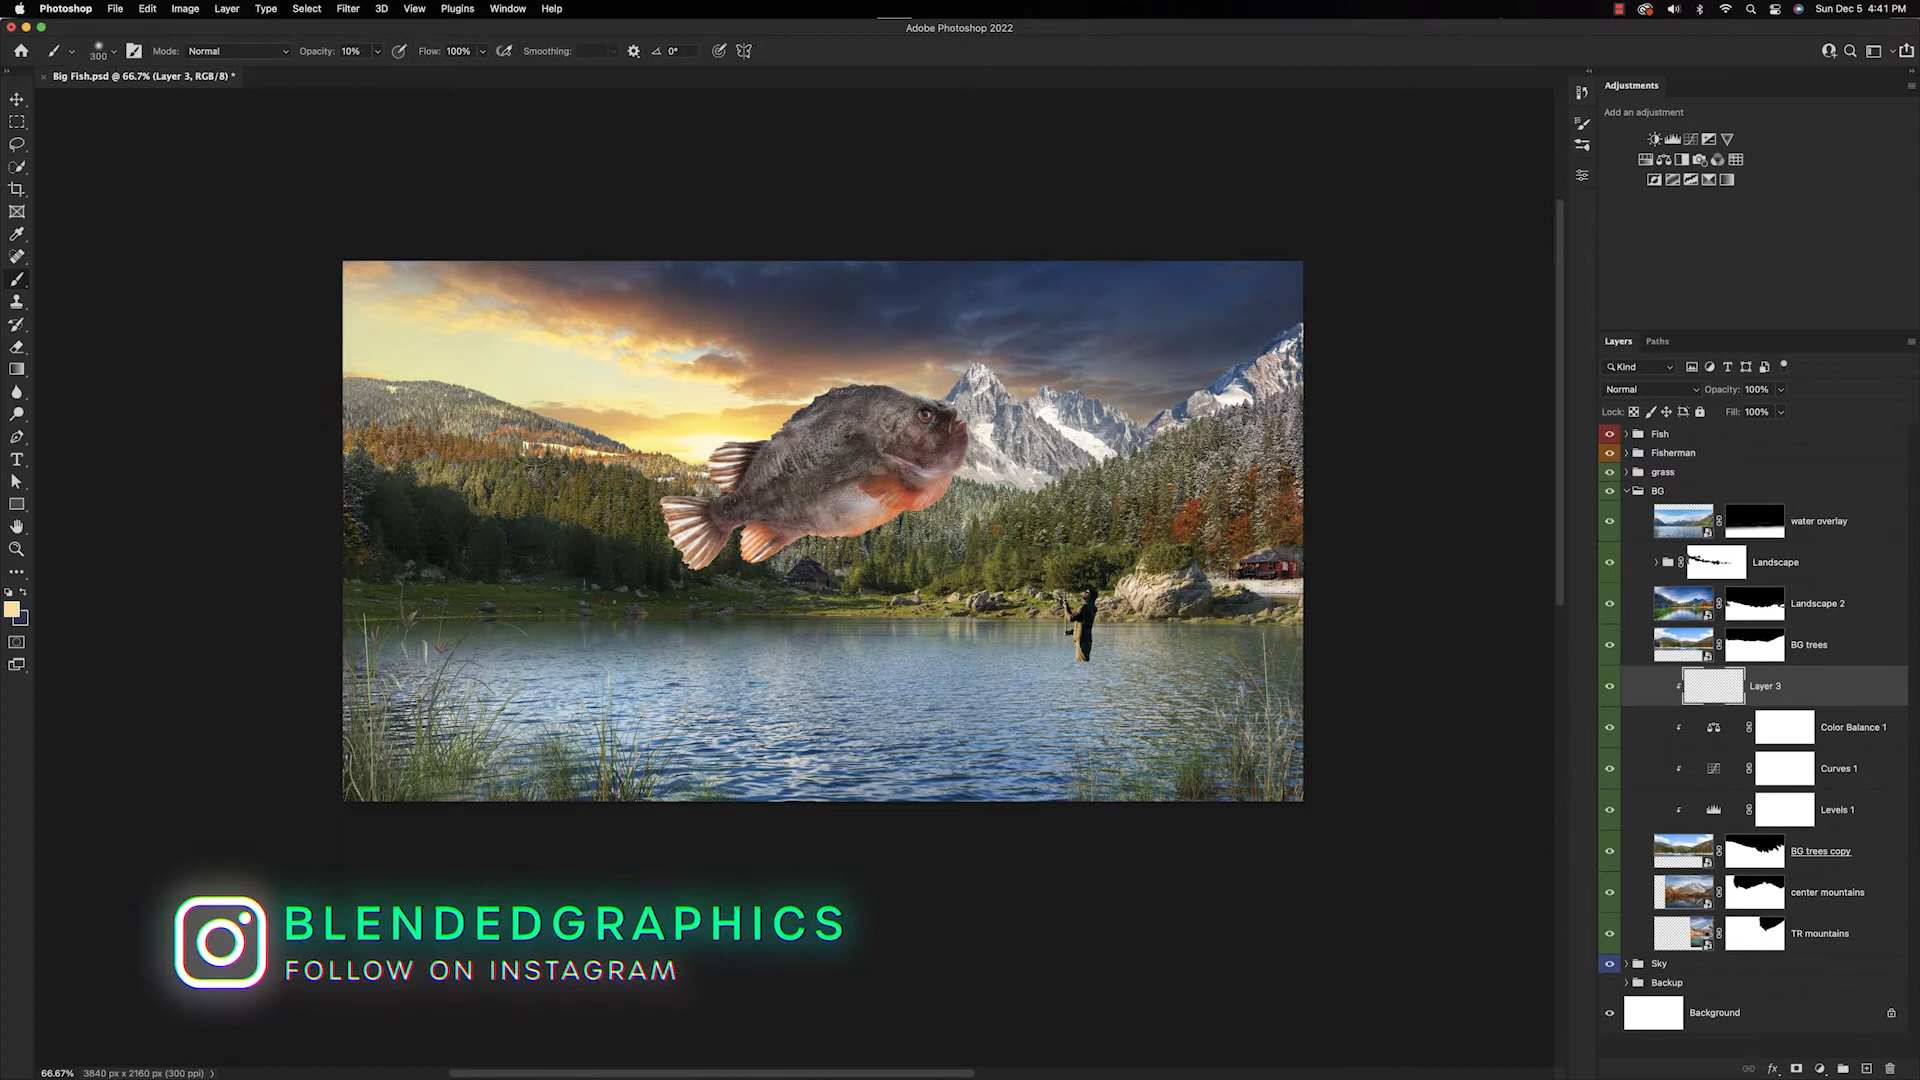 Photoshop File Edit Image Layer Type Select Filter 3D View Plugins Window Help
Sun Dec 5 4:41 PM
Adobe Photoshop 2022
300 Mode: Normal Opacity: 10% Flow: 100% Smoothing: 0°
Big Fish.psd @ 66.7% (Layer 3, RGB/8) *
Adjustments
Add an adjustment
Layers Paths
Kind
Normal Opacity: 100%
Lock: Fill: 100%
Fish
Fisherman
grass
BG
water overlay
Landscape
Landscape 2
BG trees
Layer 3
Color Balance 1
Curves 1
Levels 1
BG trees copy
center mountains
TR mountains
Sky
Backup
Background
BLENDEDGRAPHICS
FOLLOW ON INSTAGRAM
66.67% 3840 px x 2160 px (300 ppi)